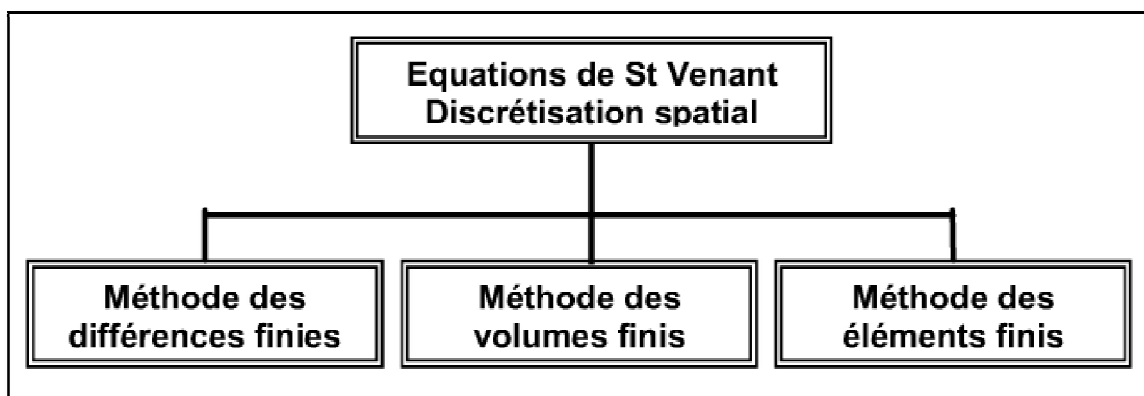 Equations de St Venant
Discrétisation spatial
Méthode des
différences finies
Méthode des
volumes finis
Méthode des
éléments finis